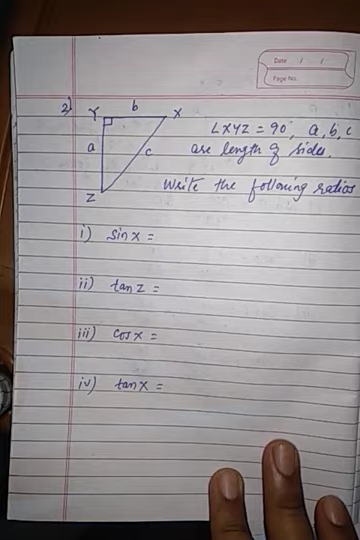 Date / /
Page No.
2)
Y b X
a c
Z
∠XYZ = 90°, a, b, c
are length of sides.
Write the following ratios
i) sin X =
ii) tan Z =
iii) cos X =
iv) tan X =